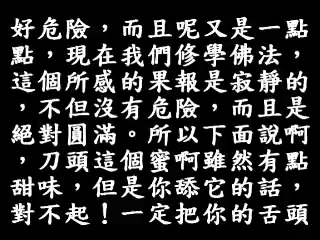 好危險，而且呢又是一點
點，現在我們修學佛法，
這個所感的果報是寂靜的
，不但沒有危險，而且是
絕對圓滿。所以下面說啊
，刀頭這個蜜啊雖然有點
甜味，但是你舔它的話，
對不起！一定把你的舌頭